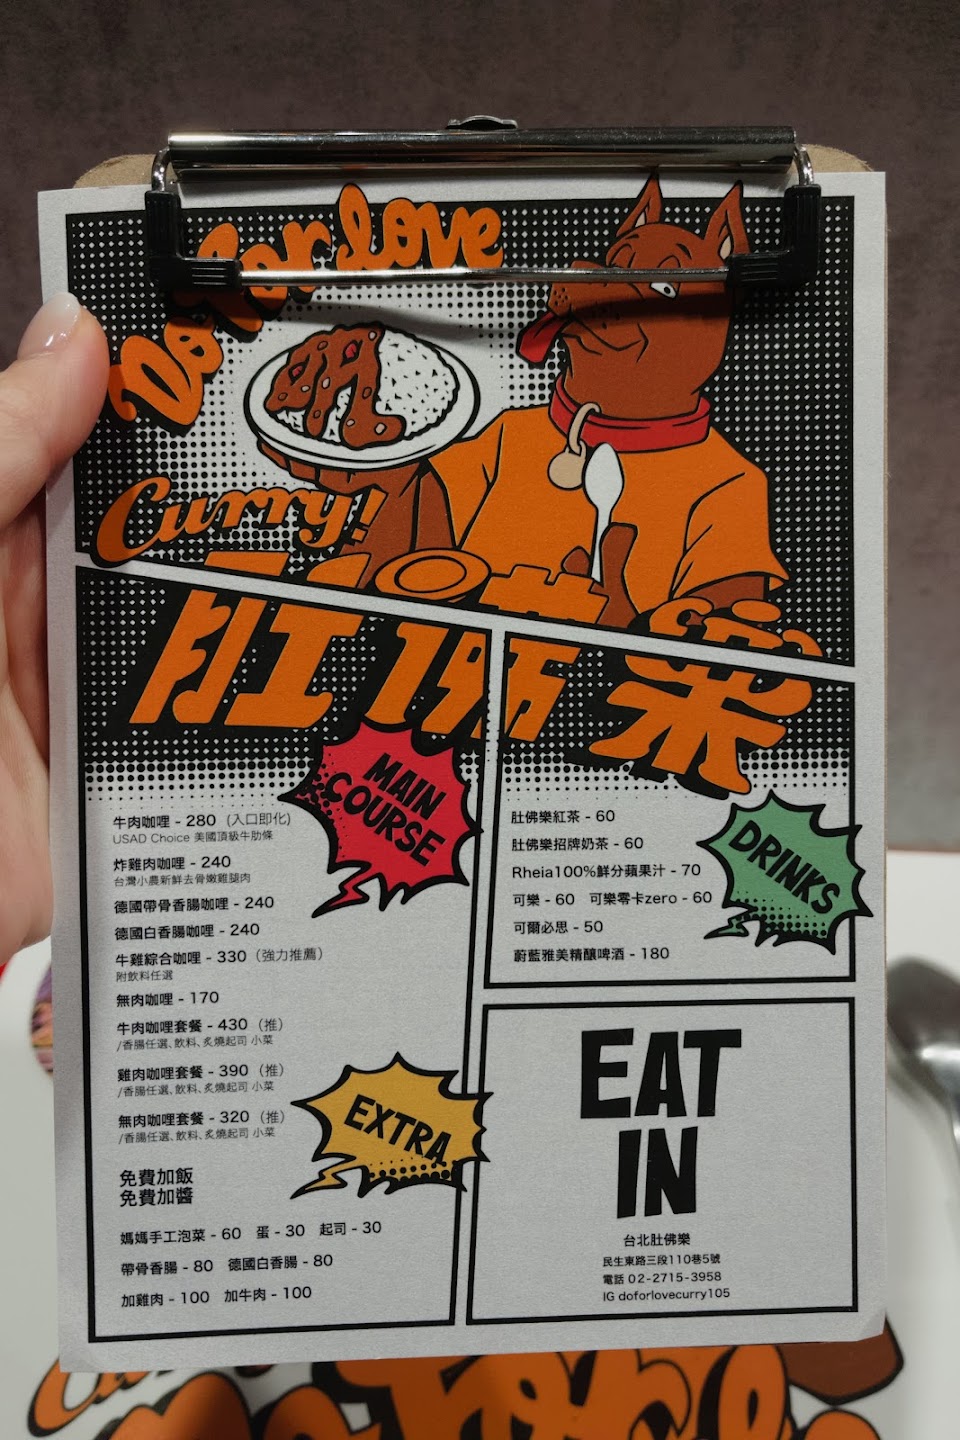 Do for love
Curry!
肚佛樂
MAIN
COURSE
牛肉咖哩 - 280 (入口即化)
USAD Choice 美國頂級牛肋條
炸雞肉咖哩 - 240
台灣小農新鮮去骨嫩雞腿肉
德國帶骨香腸咖哩 - 240
德國白香腸咖哩 - 240
牛雞綜合咖哩 - 330 (強力推薦)
附飲料任選
無肉咖哩 - 170
牛肉咖哩套餐 - 430 (推)
/香腸任選、飲料、炙燒起司 小菜
雞肉咖哩套餐 - 390 (推)
/香腸任選、飲料、炙燒起司 小菜
無肉咖哩套餐 - 320 (推)
/香腸任選、飲料、炙燒起司 小菜
EXTRA
免費加飯
免費加醬
媽媽手工泡菜 - 60 蛋 - 30 起司 - 30
帶骨香腸 - 80 德國白香腸 - 80
加雞肉 - 100 加牛肉 - 100
DRINKS
肚佛樂紅茶 - 60
肚佛樂招牌奶茶 - 60
Rheia100%鮮分蘋果汁 - 70
可樂 - 60 可樂零卡zero - 60
可爾必思 - 50
蔚藍雅美精釀啤酒 - 180
EAT
IN
台北肚佛樂
民生東路三段110巷5號
電話 02-2715-3958
IG doforlovecurry105